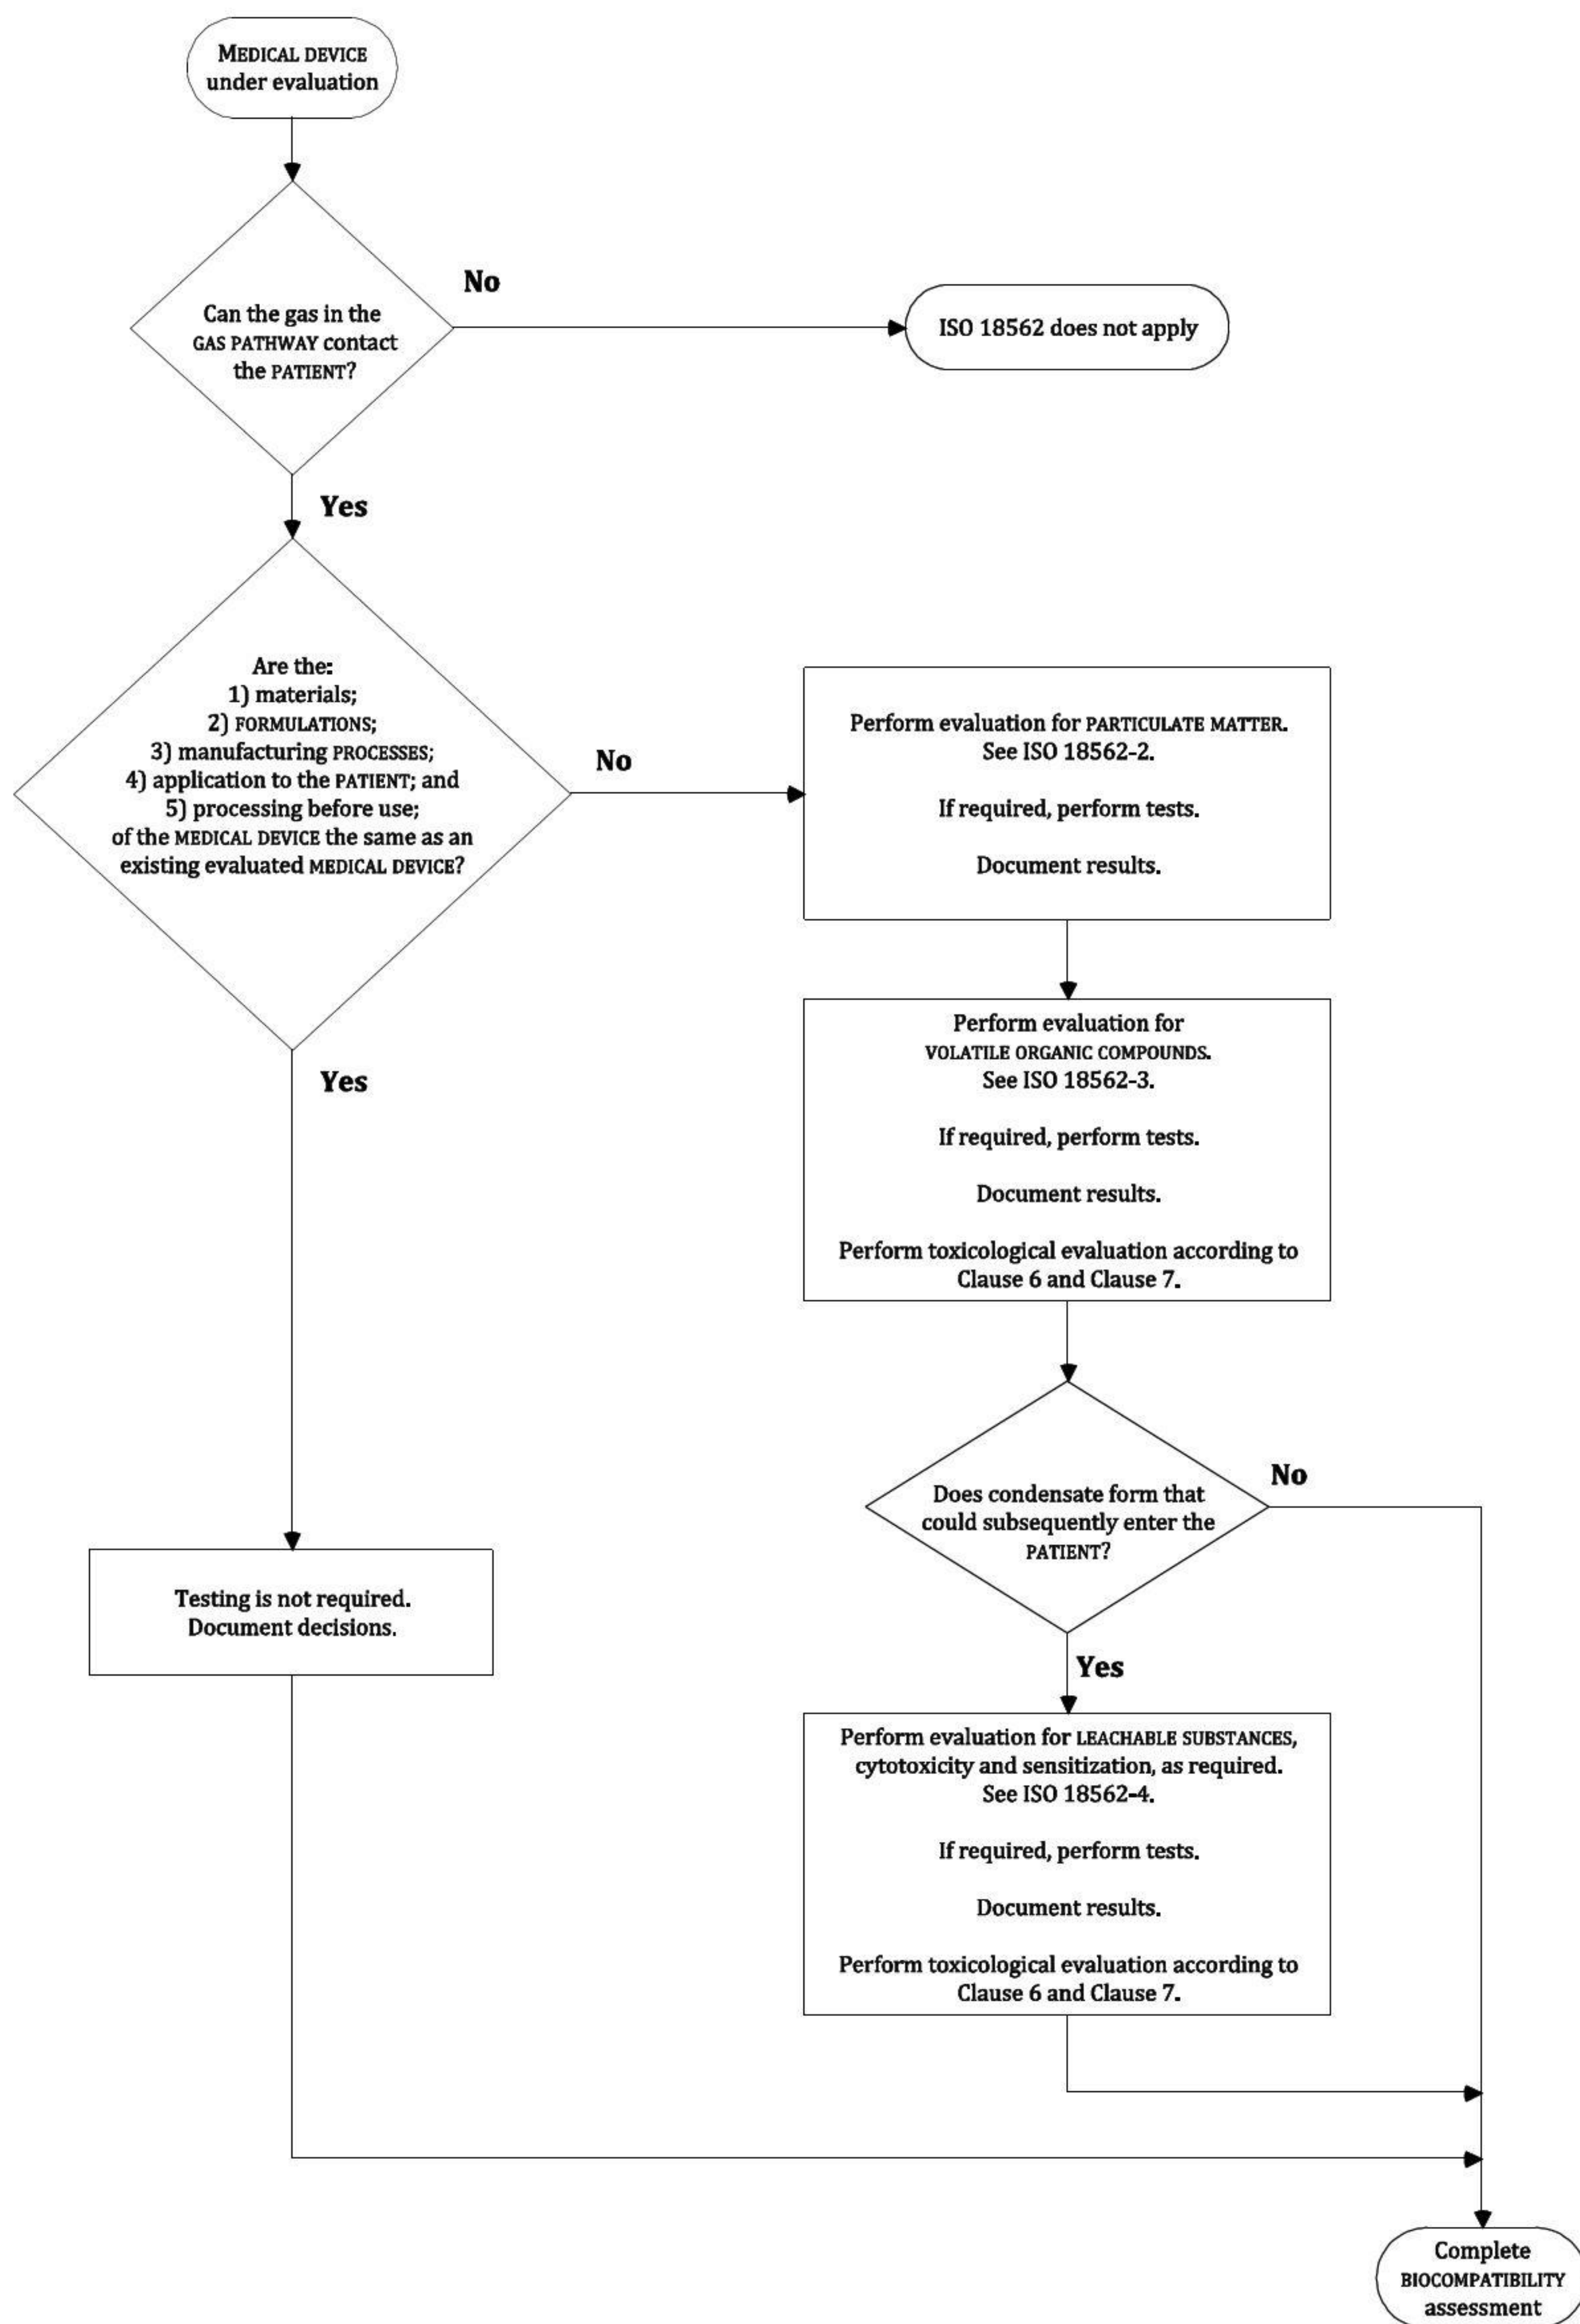 MEDICAL DEVICE
under evaluation
No
Can the gas in the
GAS PATHWAY contact
the PATIENT?
ISO 18562 does not apply
Yes
Are the:
1) materials;
2) FORMULATIONS;
3) manufacturing PROCESSES;
4) application to the PATIENT; and
5) processing before use;
of the MEDICAL DEVICE the same as an
existing evaluated MEDICAL DEVICE?
No
Perform evaluation for PARTICULATE MATTER.
See ISO 18562-2.
If required, perform tests.
Document results.
Perform evaluation for
VOLATILE ORGANIC COMPOUNDS.
See ISO 18562-3.
If required, perform tests.
Document results.
Perform toxicological evaluation according to
Clause 6 and Clause 7.
Yes
Does condensate form that
could subsequently enter the
PATIENT?
No
Testing is not required.
Document decisions.
Yes
Perform evaluation for LEACHABLE SUBSTANCES,
cytotoxicity and sensitization, as required.
See ISO 18562-4.
If required, perform tests.
Document results.
Perform toxicological evaluation according to
Clause 6 and Clause 7.
Complete
BIOCOMPATIBILITY
assessment